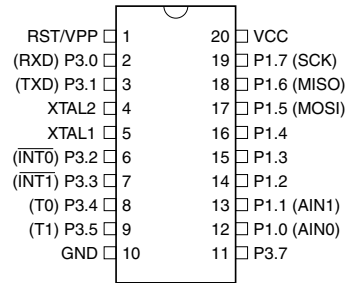 RST/VPP 1 20 VCC
(RXD) P3.0 2 19 P1.7 (SCK)
(TXD) P3.1 3 18 P1.6 (MISO)
XTAL2 4 17 P1.5 (MOSI)
XTAL1 5 16 P1.4
(INT0) P3.2 6 15 P1.3
(INT1) P3.3 7 14 P1.2
(T0) P3.4 8 13 P1.1 (AIN1)
(T1) P3.5 9 12 P1.0 (AIN0)
GND 10 11 P3.7